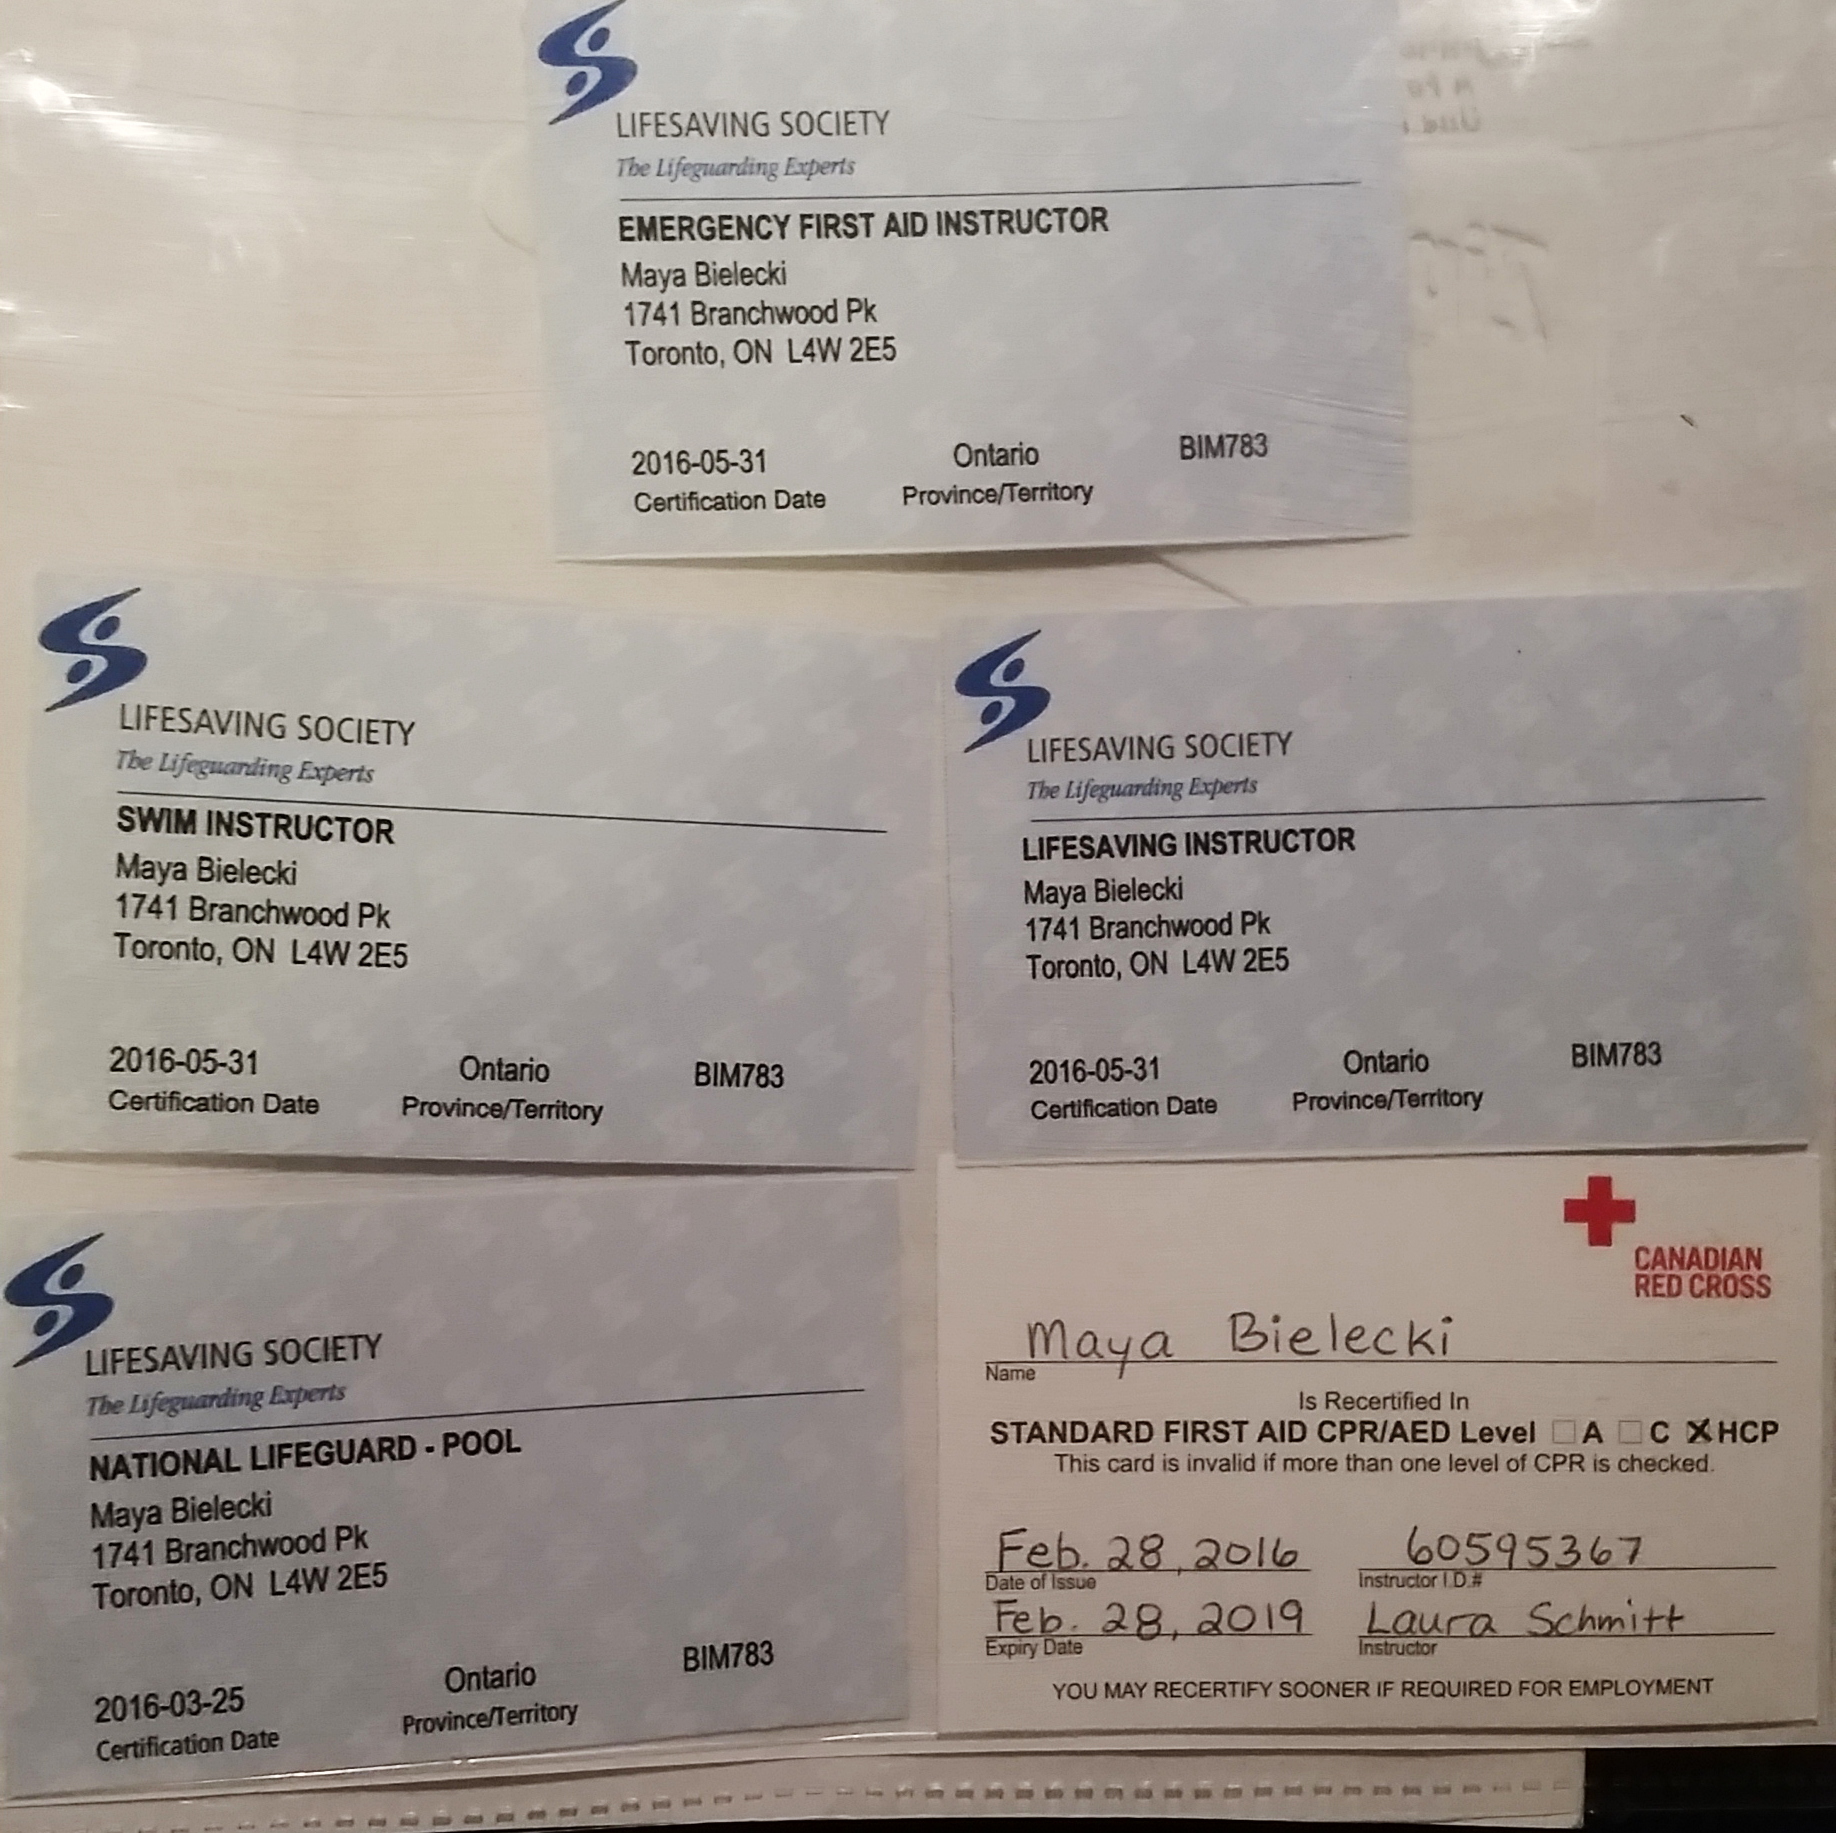 LIFESAVING SOCIETY
The Lifeguarding Experts
EMERGENCY FIRST AID INSTRUCTOR
Maya Bielecki
1741 Branchwood Pk
Toronto, ON L4W 2E5
2016-05-31 Ontario BIM783
Certification Date Province/Territory
LIFESAVING SOCIETY
The Lifeguarding Experts
SWIM INSTRUCTOR
Maya Bielecki
1741 Branchwood Pk
Toronto, ON L4W 2E5
2016-05-31 Ontario BIM783
Certification Date Province/Territory
LIFESAVING SOCIETY
The Lifeguarding Experts
LIFESAVING INSTRUCTOR
Maya Bielecki
1741 Branchwood Pk
Toronto, ON L4W 2E5
2016-05-31 Ontario BIM783
Certification Date Province/Territory
LIFESAVING SOCIETY
The Lifeguarding Experts
NATIONAL LIFEGUARD - POOL
Maya Bielecki
1741 Branchwood Pk
Toronto, ON L4W 2E5
2016-03-25 Ontario BIM783
Certification Date Province/Territory
CANADIAN
RED CROSS
Maya Bielecki
Name
Is Recertified In
STANDARD FIRST AID CPR/AED Level A C HCP
This card is invalid if more than one level of CPR is checked.
Feb. 28, 2016 60595367
Date of Issue Instructor I.D.#
Feb. 28, 2019 Laura Schmitt
Expiry Date Instructor
YOU MAY RECERTIFY SOONER IF REQUIRED FOR EMPLOYMENT